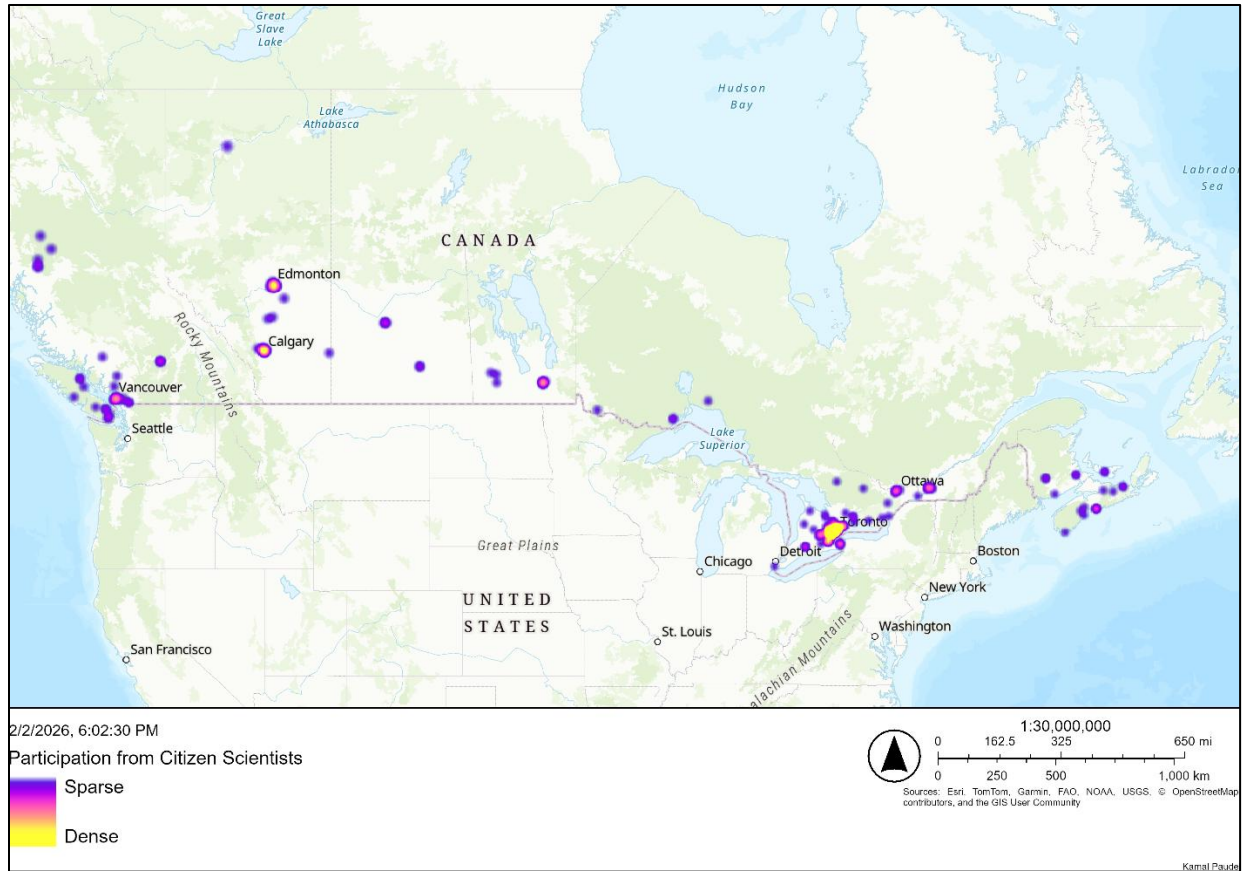 Great
Slave
Lake
Hudson
Bay
Lake
Athabasca
Labrador
Sea
CANADA
Edmonton
Rocky Mountains
Calgary
Vancouver
Seattle
Lake
Superior
Ottawa
Toronto
Great Plains
Detroit
Boston
Chicago
New York
UNITED
STATES
Washington
St. Louis
San Francisco
alachian Mountains
2/2/2026, 6:02:30 PM
Participation from Citizen Scientists
Sparse
Dense
1:30,000,000
0 162.5 325 650 mi
0 250 500 1,000 km
Sources: Esri, TomTom, Garmin, FAO, NOAA, USGS, © OpenStreetMap
contributors, and the GIS User Community
Kamal Paude